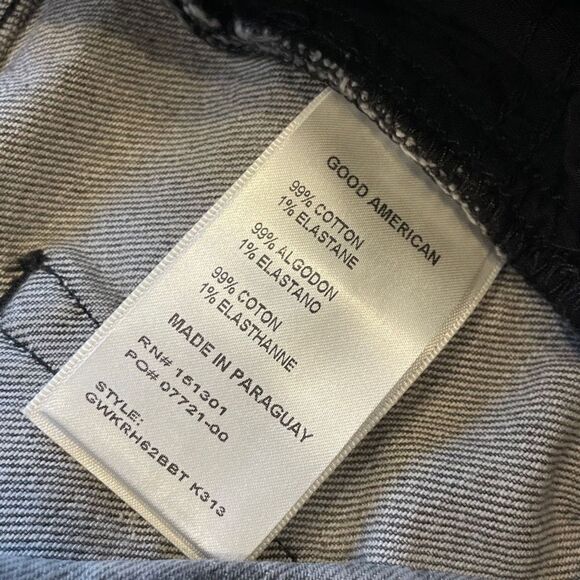 GOOD AMERICAN
99% COTTON
1% ELASTANE
99% ALGODON
1% ELASTANO
99% COTON
1% ELASTHANNE
MADE IN PARAGUAY
RN# 151301
PO# 07721-00
STYLE:
GWKRH62BBT K313